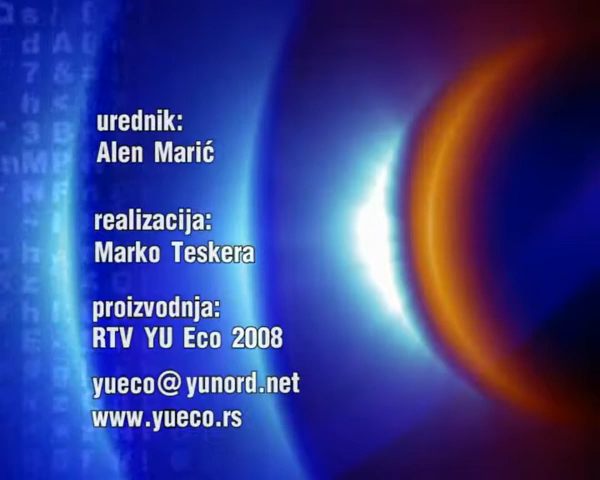 urednik:
Alen Marić
realizacija:
Marko Teskera
proizvodnja:
RTV YU Eco 2008
yueco@yunord.net
www.yueco.rs